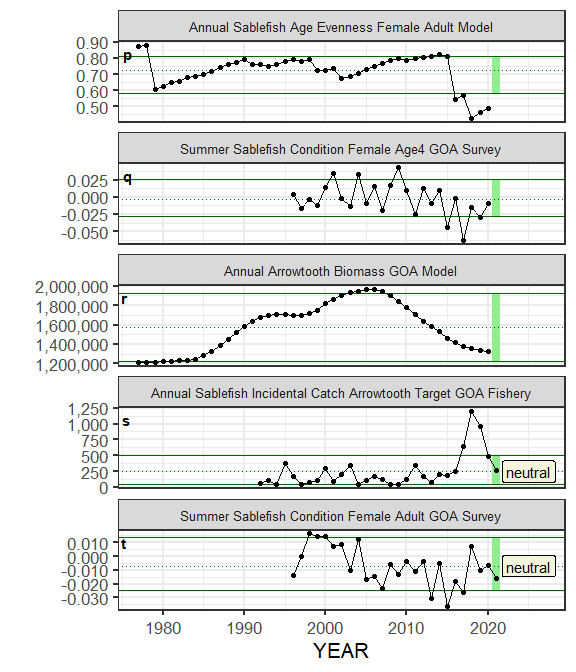 Annual Sablefish Age Evenness Female Adult Model
0.90
p
0.80
0.70
0.60
0.50
Summer Sablefish Condition Female Age4 GOA Survey
q
0.025
0.000
-0.025
-0.050
Annual Arrowtooth Biomass GOA Model
2,000,000
r
1,800,000
1,600,000
1,400,000
1,200,000
Annual Sablefish Incidental Catch Arrowtooth Target GOA Fishery
1,250
s
1,000
750
500
250
neutral
0
Summer Sablefish Condition Female Adult GOA Survey
t
0.010
0.000
-0.010
neutral
-0.020
-0.030
1980 1990 2000 2010 2020
YEAR